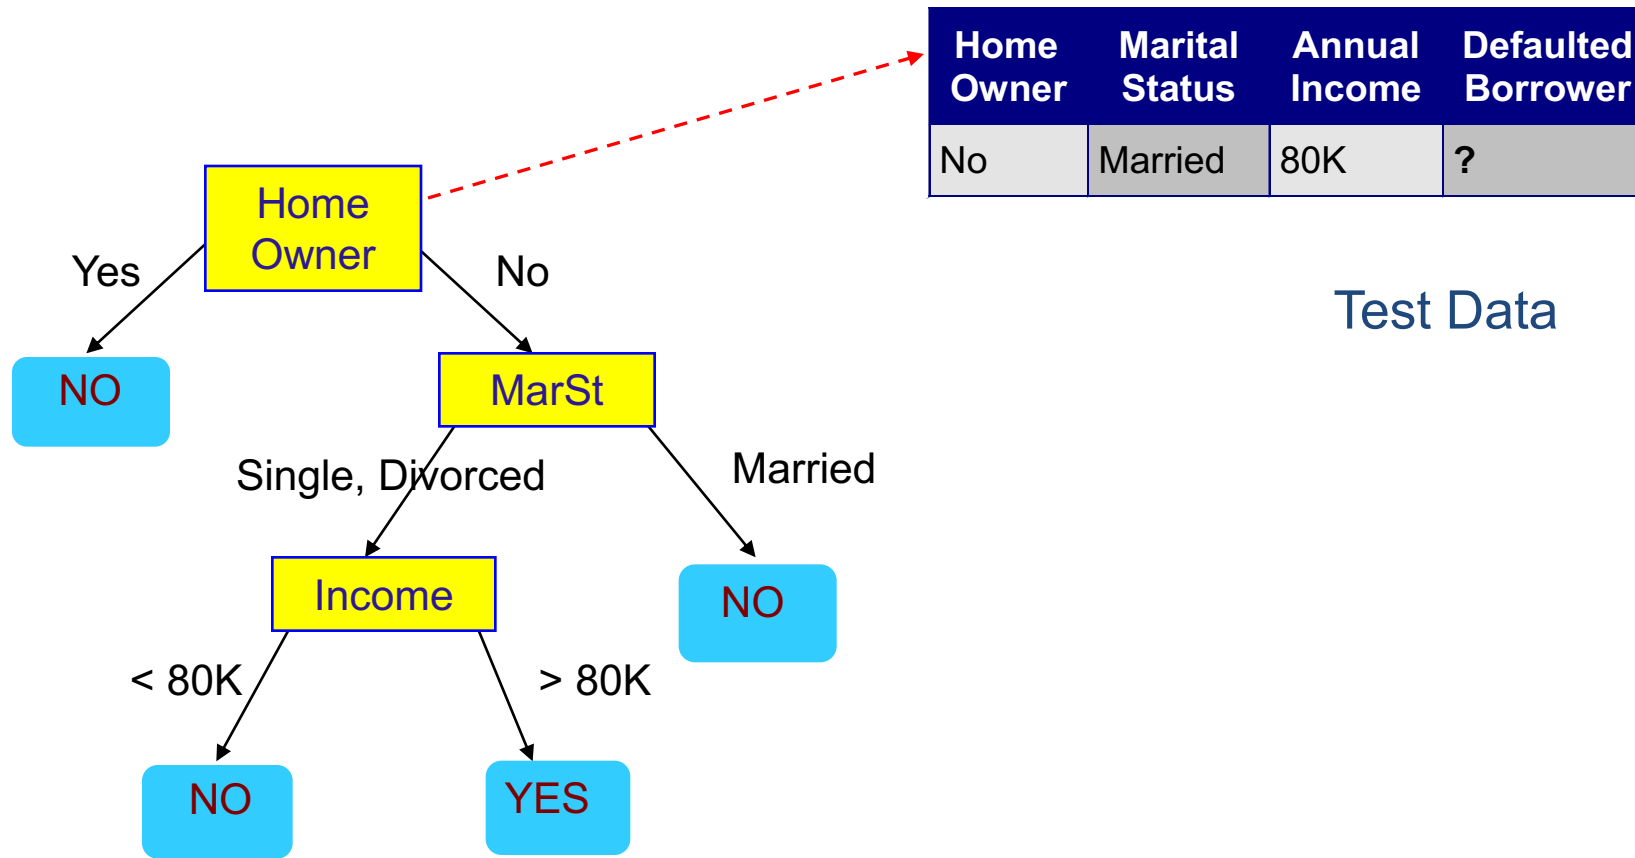 Home Marital Annual Defaulted
Owner Status Income Borrower
No Married 80K ?
Home
Owner
Yes
No
Test Data
NO
MarSt
Single, Divorced
Married
Income
NO
< 80K
> 80K
NO
YES